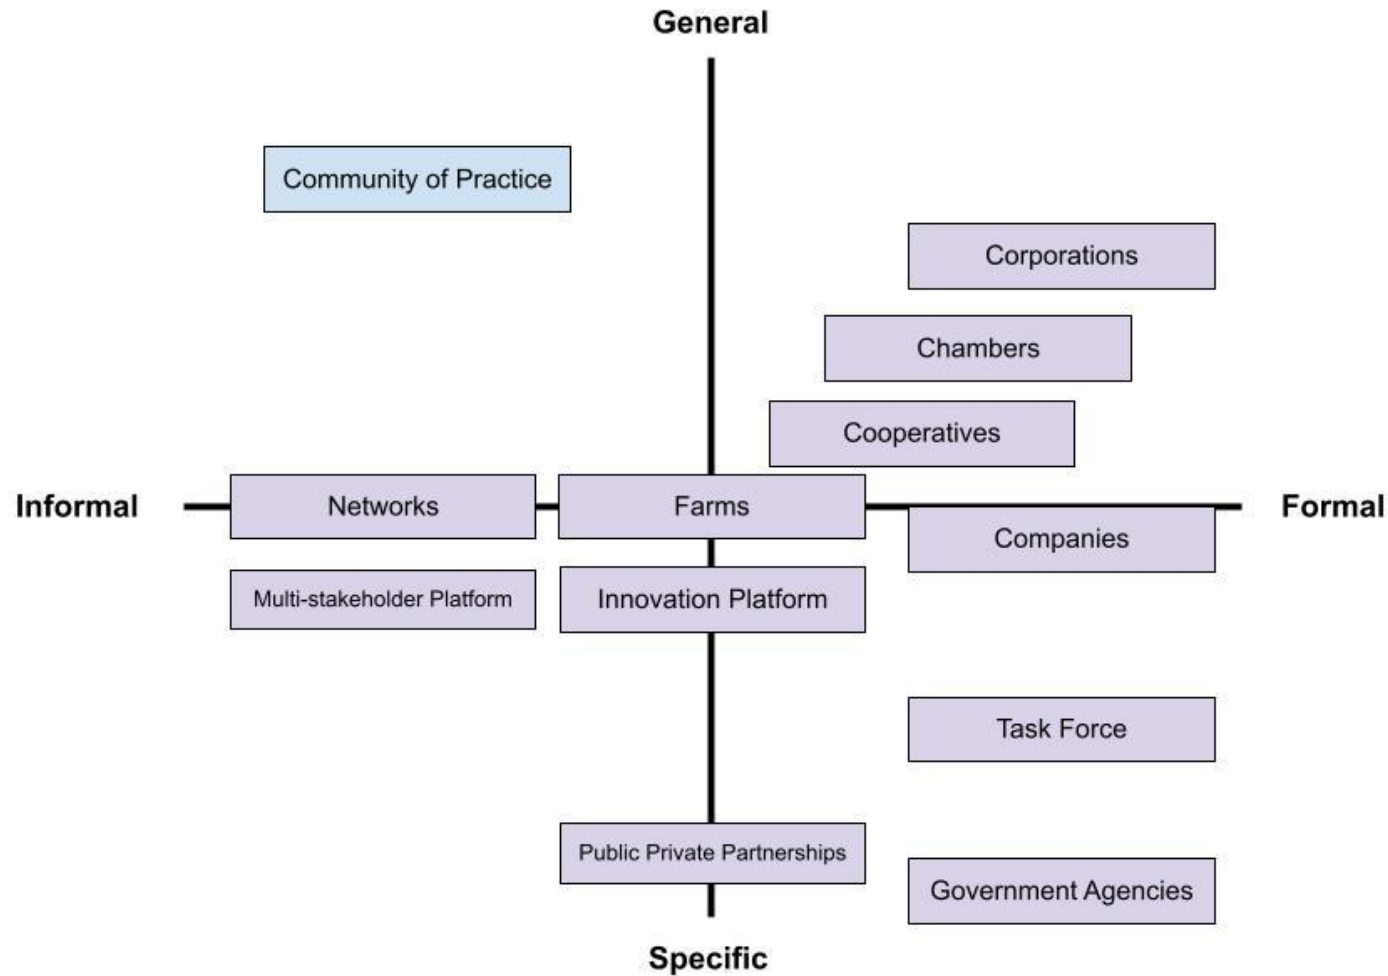 General
Community of Practice
Corporations
Chambers
Cooperatives
Informal
Networks
Farms
Formal
Companies
Multi-stakeholder Platform
Innovation Platform
Task Force
Public Private Partnerships
Government Agencies
Specific